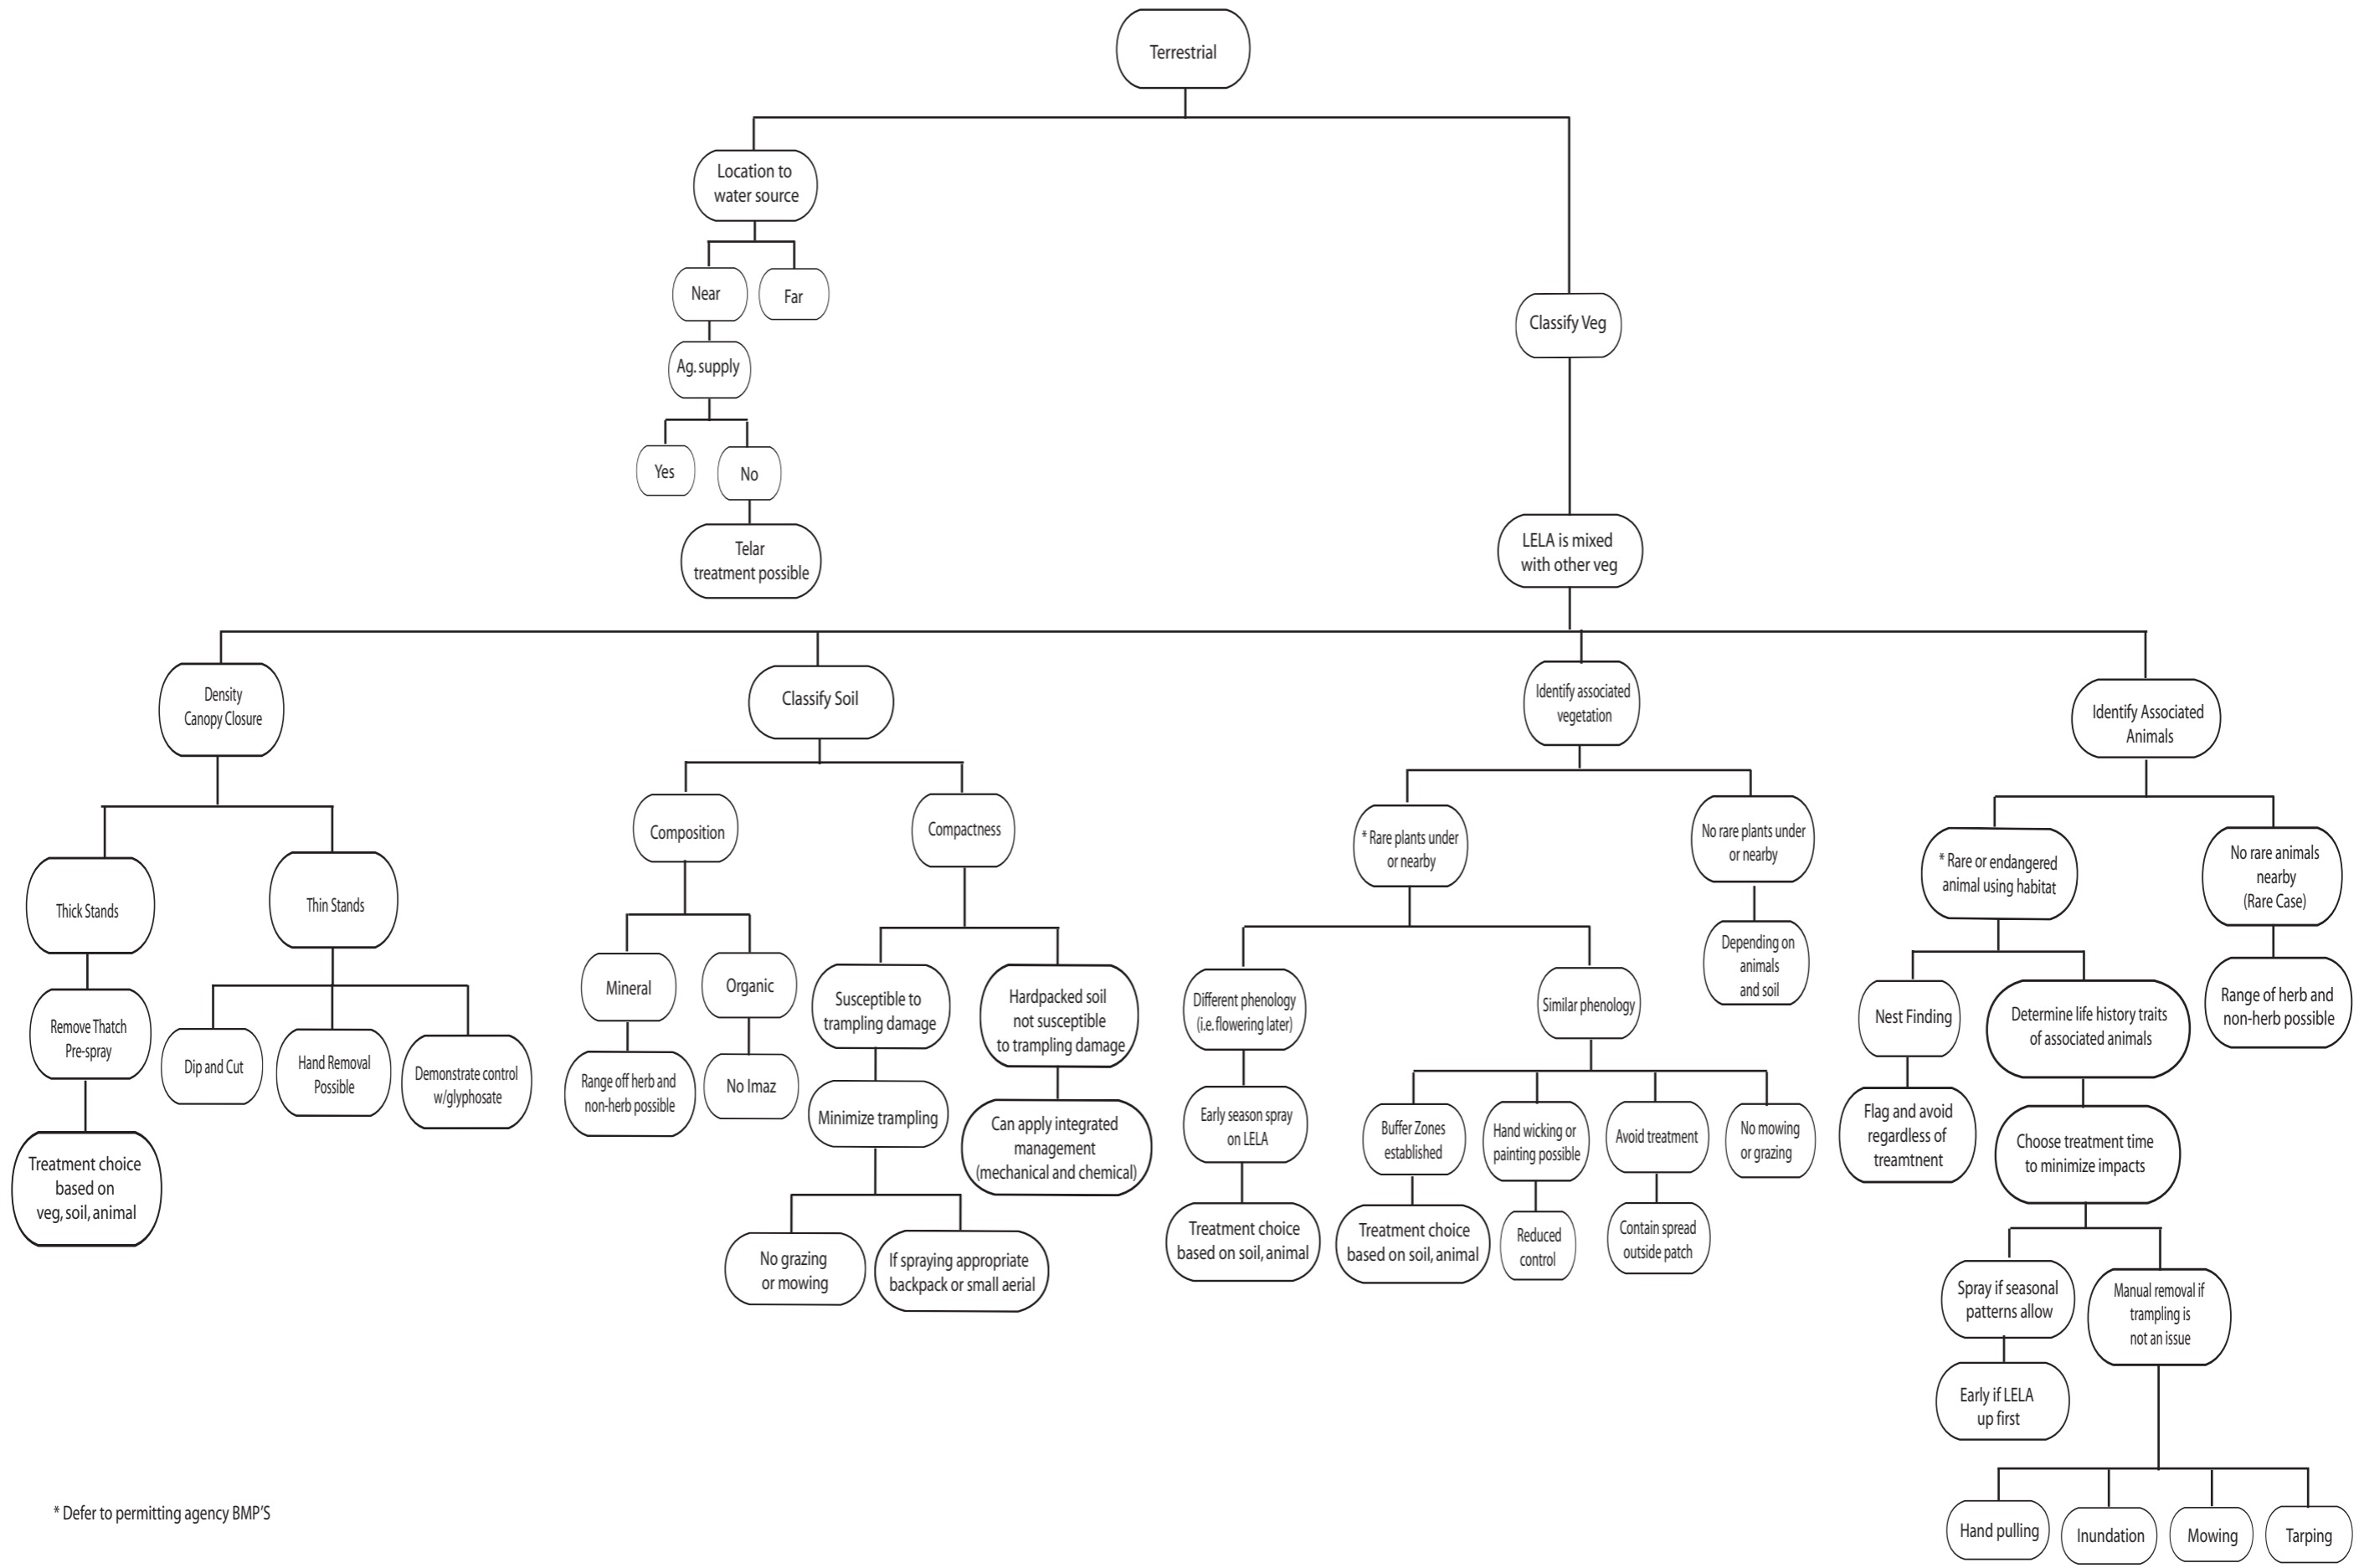 Terrestrial
Location to
water source
Near
Far
Ag. supply
Yes
No
Telar
treatment possible
Classify Veg
LELA is mixed
with other veg
Density
Canopy Closure
Thick Stands
Remove Thatch
Pre-spray
Treatment choice
based on
veg, soil, animal
Thin Stands
Dip and Cut
Hand Removal
Possible
Demonstrate control
w/glyphosate
Classify Soil
Composition
Mineral
Range off herb and
non-herb possible
Organic
No Imaz
Compactness
Susceptible to
trampling damage
Minimize trampling
No grazing
or mowing
If spraying appropriate
backpack or small aerial
Hardpacked soil
not susceptible
to trampling damage
Can apply integrated
management
(mechanical and chemical)
Identify associated
vegetation
* Rare plants under
or nearby
Different phenology
(i.e. flowering later)
Early season spray
on LELA
Treatment choice
based on soil, animal
Similar phenology
Buffer Zones
established
Treatment choice
based on soil, animal
Hand wicking or
painting possible
Reduced
control
Avoid treatment
Contain spread
outside patch
No mowing
or grazing
No rare plants under
or nearby
Depending on
animals
and soil
Identify Associated
Animals
* Rare or endangered
animal using habitat
Nest Finding
Flag and avoid
regardless of
treamtnent
Determine life history traits
of associated animals
Choose treatment time
to minimize impacts
Spray if seasonal
patterns allow
Early if LELA
up first
Manual removal if
trampling is
not an issue
Hand pulling
Inundation
Mowing
Tarping
No rare animals
nearby
(Rare Case)
Range of herb and
non-herb possible
* Defer to permitting agency BMP'S